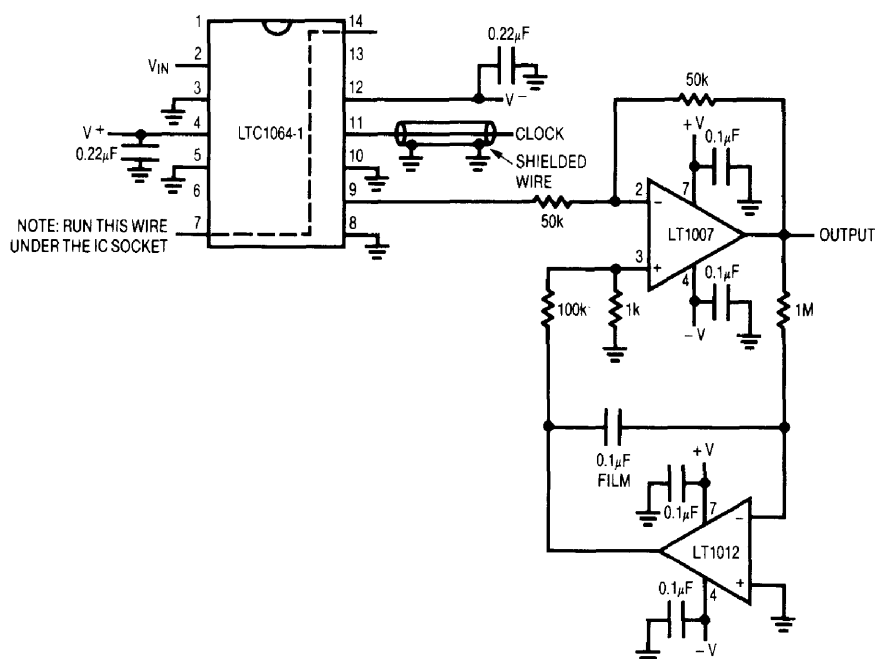 1
14
2
13
3
12
4
11
5
10
6
9
7
8
LTC1064-1
VIN
V+
0.22µF
0.22µF
V−
CLOCK
SHIELDED
WIRE
NOTE: RUN THIS WIRE
UNDER THE IC SOCKET
50k
50k
2
−
3
+
7
4
LT1007
+V
0.1µF
0.1µF
−V
OUTPUT
100k
1k
1M
0.1µF
FILM
+V
0.1µF
7
−
LT1012
+
4
0.1µF
−V